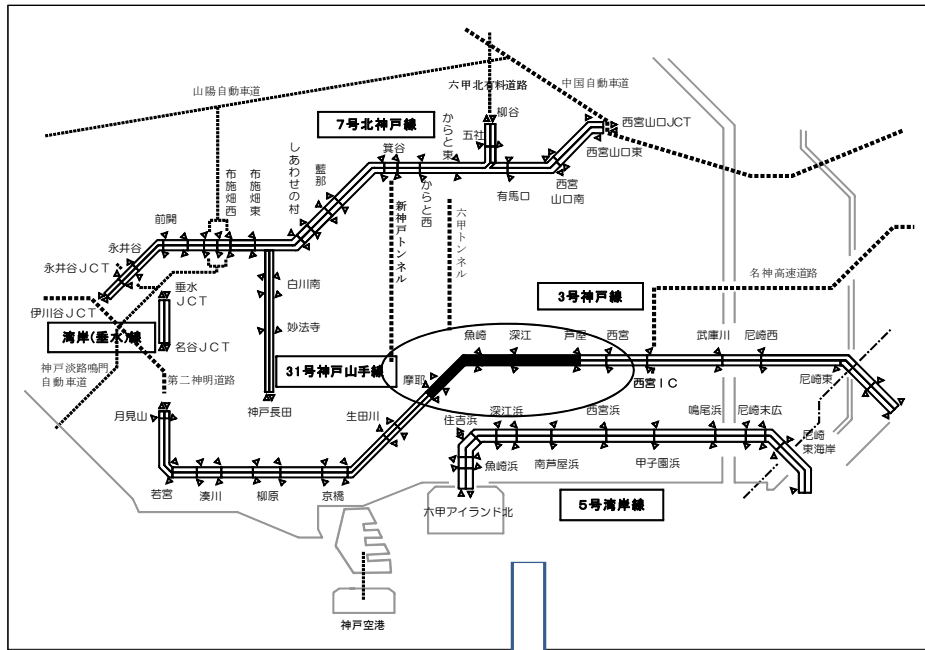 六甲北有料道路
中国自動車道
山陽自動車道
7号北神戸線
からと東
五社
柳谷
西宮山口JCT
西宮山口東
箕谷
藍那
しあわせの村
布施畑東
布施畑西
からと西
有馬口
西宮
山口南
前開
永井谷
永井谷JCT
新神戸トンネル
六甲トンネル
白川南
垂水
JCT
名神高速道路
3号神戸線
伊川谷JCT
湾岸(垂水)線
名谷JCT
妙法寺
魚崎
深江
芦屋
西宮
武庫川
尼崎西
31号神戸山手線
神戸淡路鳴門
自動車道
第二神明道路
摩耶
西宮IC
尼崎東
月見山
神戸長田
生田川
住吉浜
深江浜
西宮浜
鳴尾浜
尼崎末広
尼崎
東海岸
魚崎浜
南芦屋浜
甲子園浜
若宮
湊川
柳原
京橋
六甲アイランド北
5号湾岸線
神戸空港